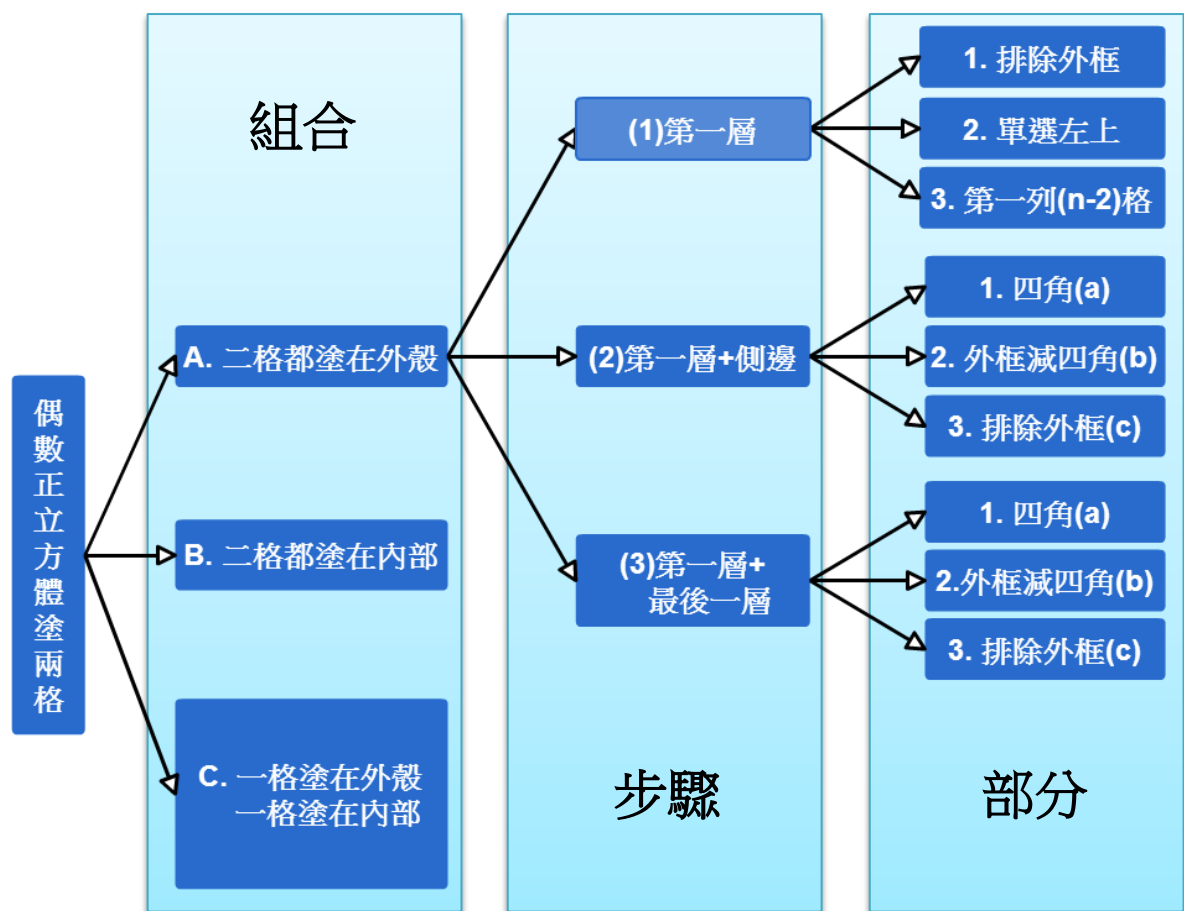 偶
數
正
立
方
體
塗
兩
格
組合
A. 二格都塗在外殼
B. 二格都塗在內部
C. 一格塗在外殼
一格塗在內部
步驟
(1)第一層
(2)第一層+側邊
(3)第一層+
最後一層
部分
1. 排除外框
2. 單選左上
3. 第一列(n-2)格
1. 四角(a)
2. 外框減四角(b)
3. 排除外框(c)
1. 四角(a)
2.外框減四角(b)
3. 排除外框(c)